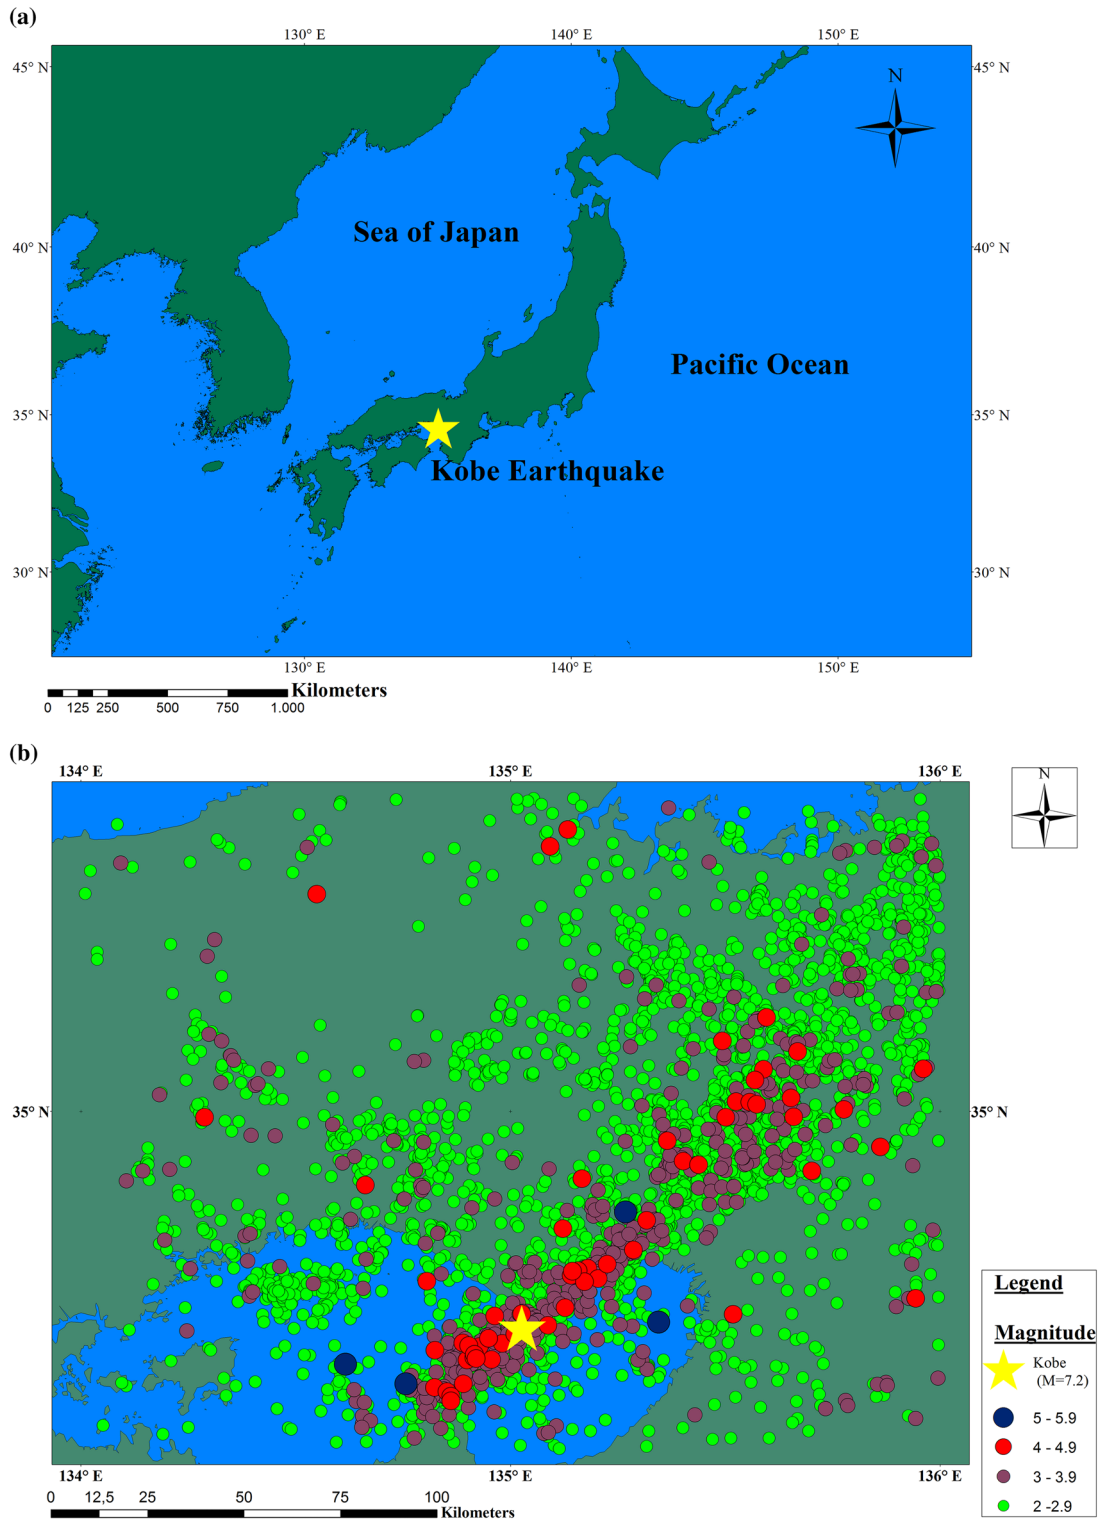 (a)
130° E 140° E 150° E
45° N 45° N
N
Sea of Japan
40° N 40° N
Pacific Ocean
35° N 35° N
Kobe Earthquake
30° N 30° N
130° E 140° E 150° E
Kilometers
0 125 250 500 750 1.000
(b)
134° E 135° E 136° E
N
35° N 35° N
Legend
Magnitude
Kobe
(M=7.2)
5 - 5.9
4 - 4.9
3 - 3.9
2 -2.9
134° E 135° E 136° E
0 12,5 25 50 75 100
Kilometers